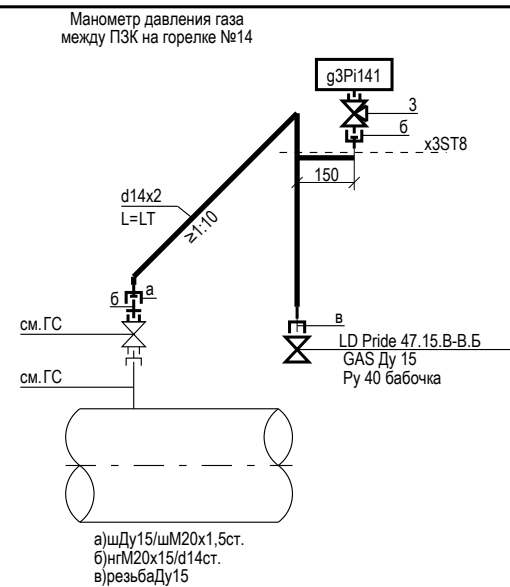 Манометр давления газа
между ПЗК на горелке №14
g3Pi141
3
б
x3ST8
150
d14x2
L=LT
≥1:10
а
б
см.ГС
в
LD Pride 47.15.В-В.Б
GAS Ду 15
Ру 40 бабочка
см.ГС
а)шДу15/шМ20х1,5ст.
б)нгМ20х15/d14ст.
в)резьбаДу15